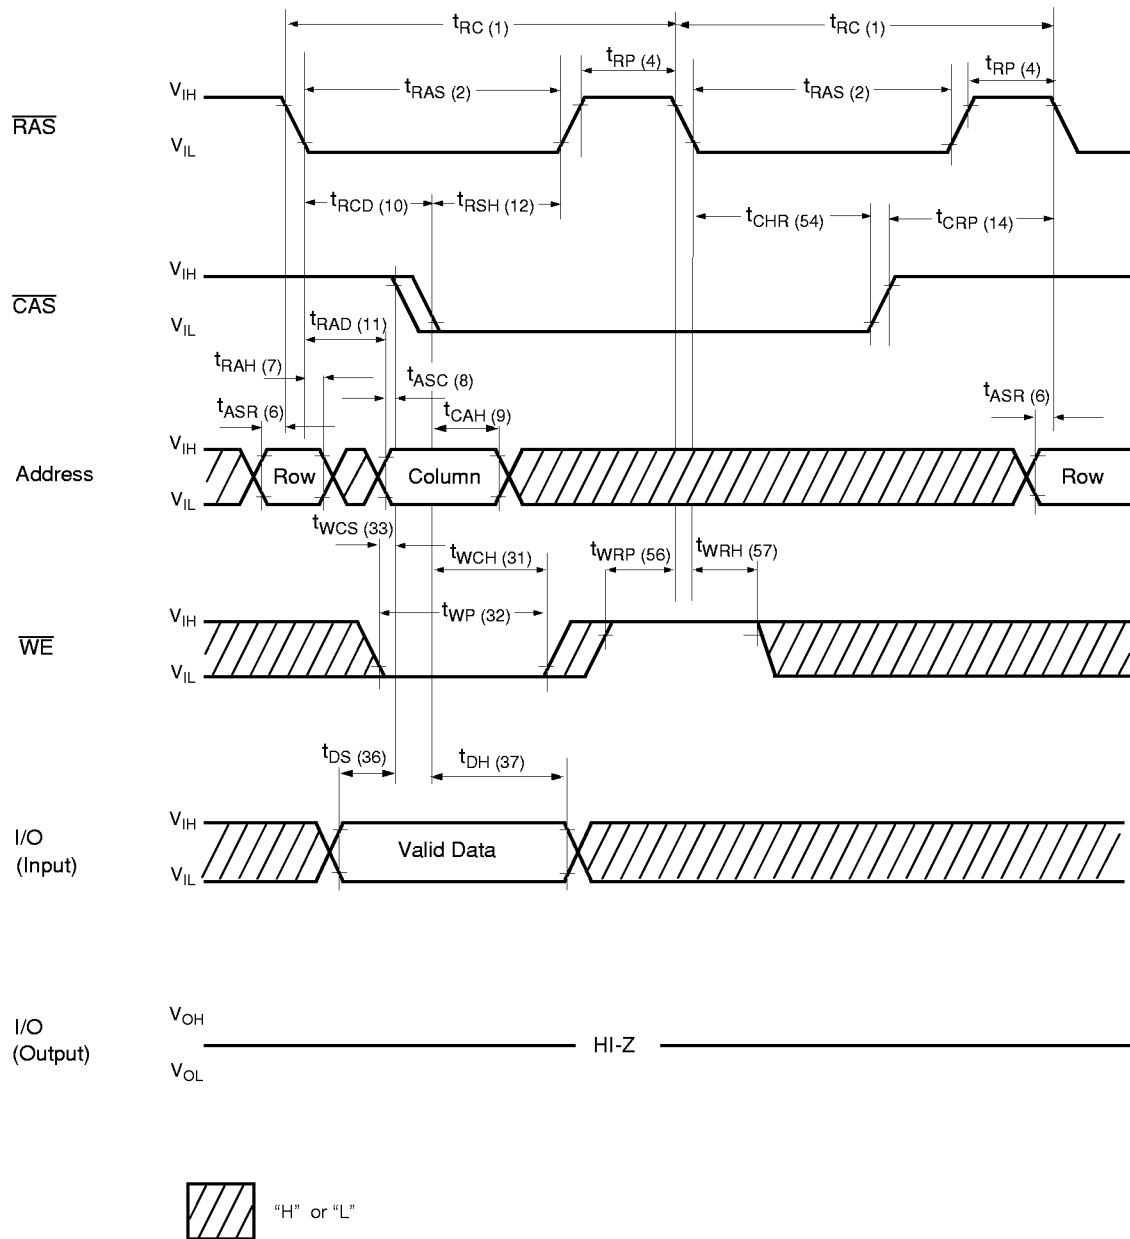 tRC (1)
tRC (1)
tRP (4)
tRP (4)
tRAS (2)
tRAS (2)
VIH
RAS
VIL
tRCD (10)
tRSH (12)
tCHR (54)
tCRP (14)
VIH
CAS
VIL
tRAD (11)
tRAH (7)
tASC (8)
tASR (6)
tCAH (9)
tASR (6)
VIH
Address
Row
Column
Row
VIL
tWCS (33)
tWCH (31)
tWRP (56)
tWRH (57)
tWP (32)
VIH
WE
VIL
tDS (36)
tDH (37)
VIH
I/O
(Input)
Valid Data
VIL
VOH
I/O
(Output)
HI-Z
VOL
“H” or “L”